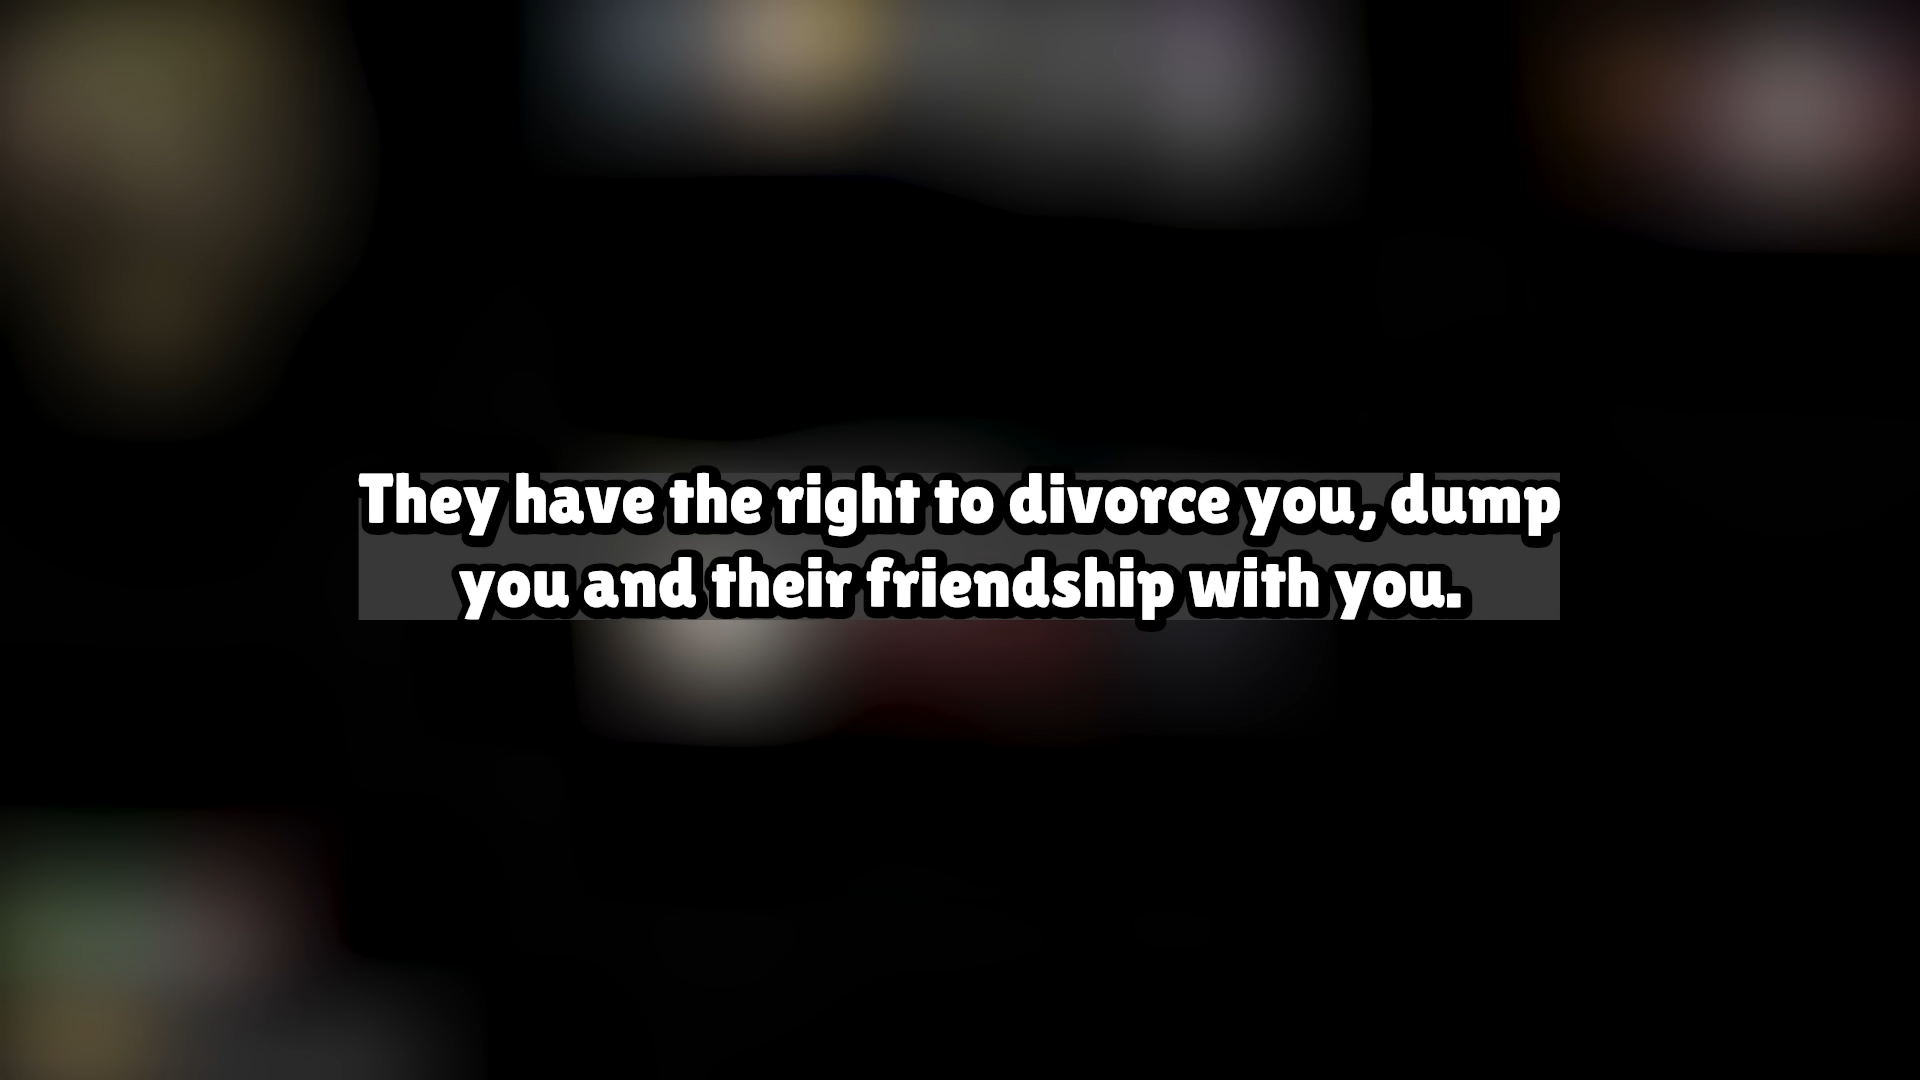 They have the right to divorce you, dump
you and their friendship with you.